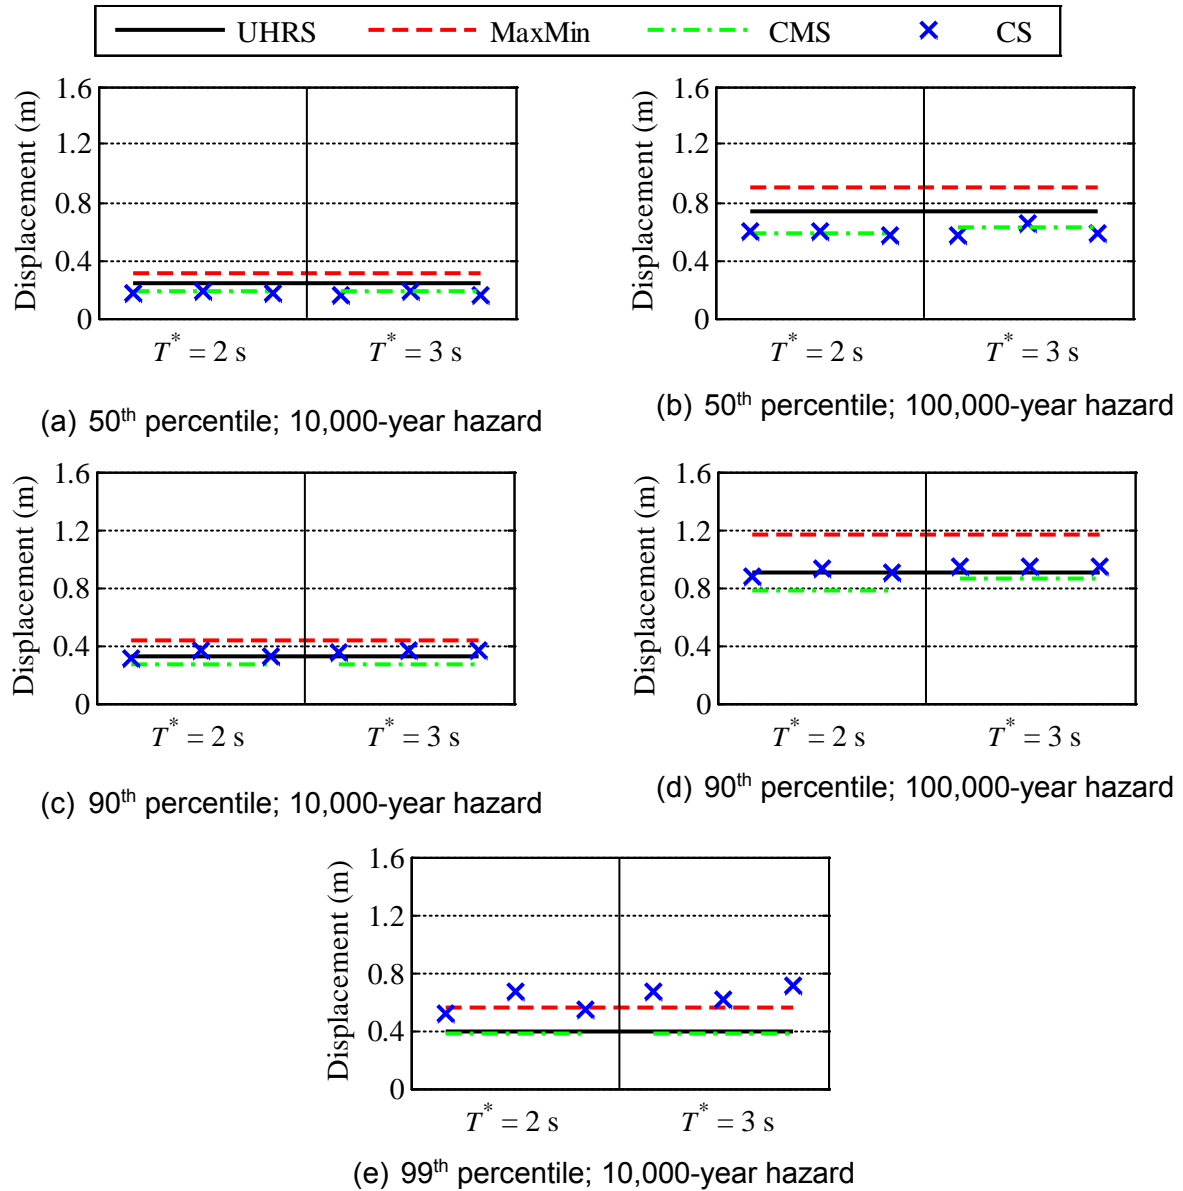 UHRS MaxMin CMS CS
Displacement (m)
1.6
1.2
0.8
0.4
0
T* = 2 s T* = 3 s
(a) 50th percentile; 10,000-year hazard
Displacement (m)
1.6
1.2
0.8
0.4
0
T* = 2 s T* = 3 s
(b) 50th percentile; 100,000-year hazard
Displacement (m)
1.6
1.2
0.8
0.4
0
T* = 2 s T* = 3 s
(c) 90th percentile; 10,000-year hazard
Displacement (m)
1.6
1.2
0.8
0.4
0
T* = 2 s T* = 3 s
(d) 90th percentile; 100,000-year hazard
Displacement (m)
1.6
1.2
0.8
0.4
0
T* = 2 s T* = 3 s
(e) 99th percentile; 10,000-year hazard